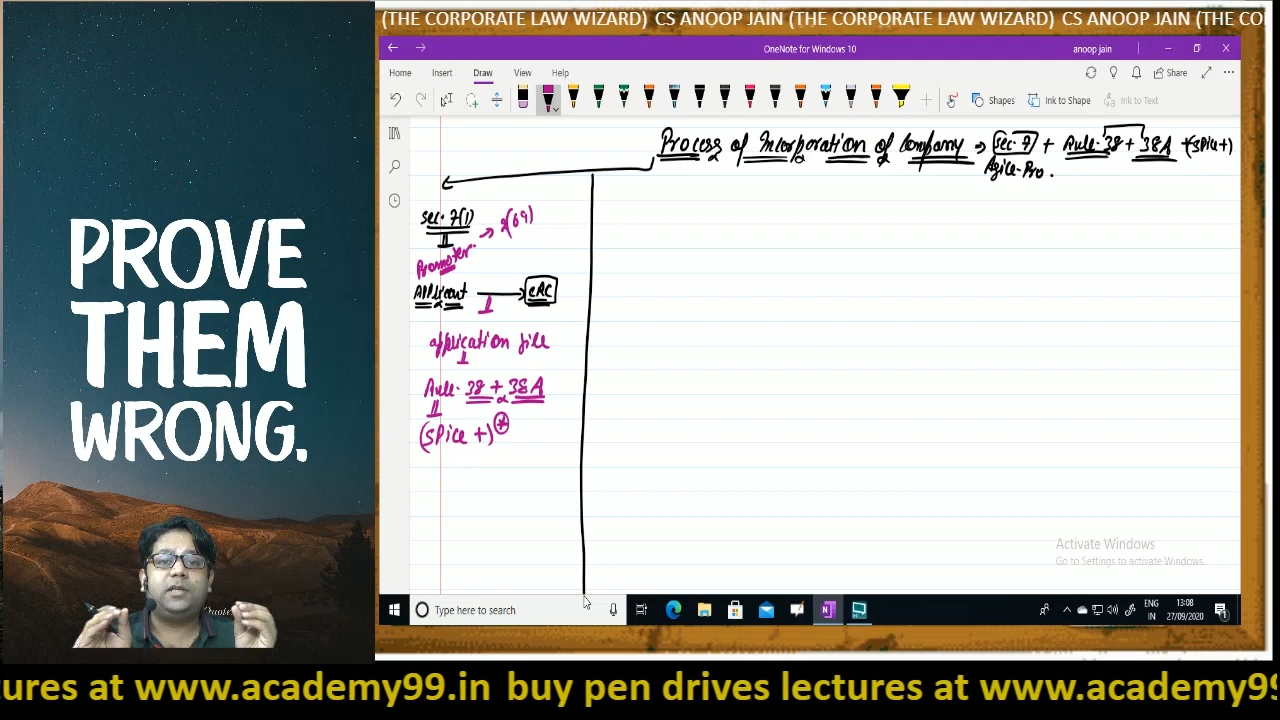 (THE CORPORATE LAW WIZARD) CS ANOOP JAIN (THE CORPORATE LAW WIZARD) CS ANOOP JAIN (THE CO
OneNote for Windows 10
anoop jain
Home Insert Draw View Help
Share
Shapes Ink to Shape Ink to Text
Process of Incorporation of Company → Sec. 7 + Rule-38 + 38A + (SPice+)
Agile-Pro.
Sec. 7(1)
Promoter → 2(69)
Applicant → CRC
application file
Rule. 38 + 38A
(SPice +)
PROVE
THEM
WRONG.
Quote
Activate Windows
Go to Settings to activate Windows.
Type here to search
ENG
IN
13:08
27/09/2020
tures at www.academy99.in buy pen drives lectures at www.academy99